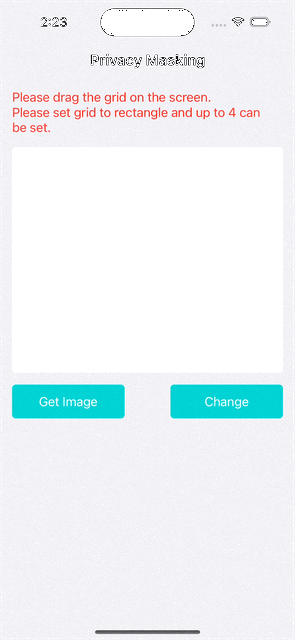 2:23
Privacy Masking
Please drag the grid on the screen.
Please set grid to rectangle and up to 4 can
be set.
Get Image
Change